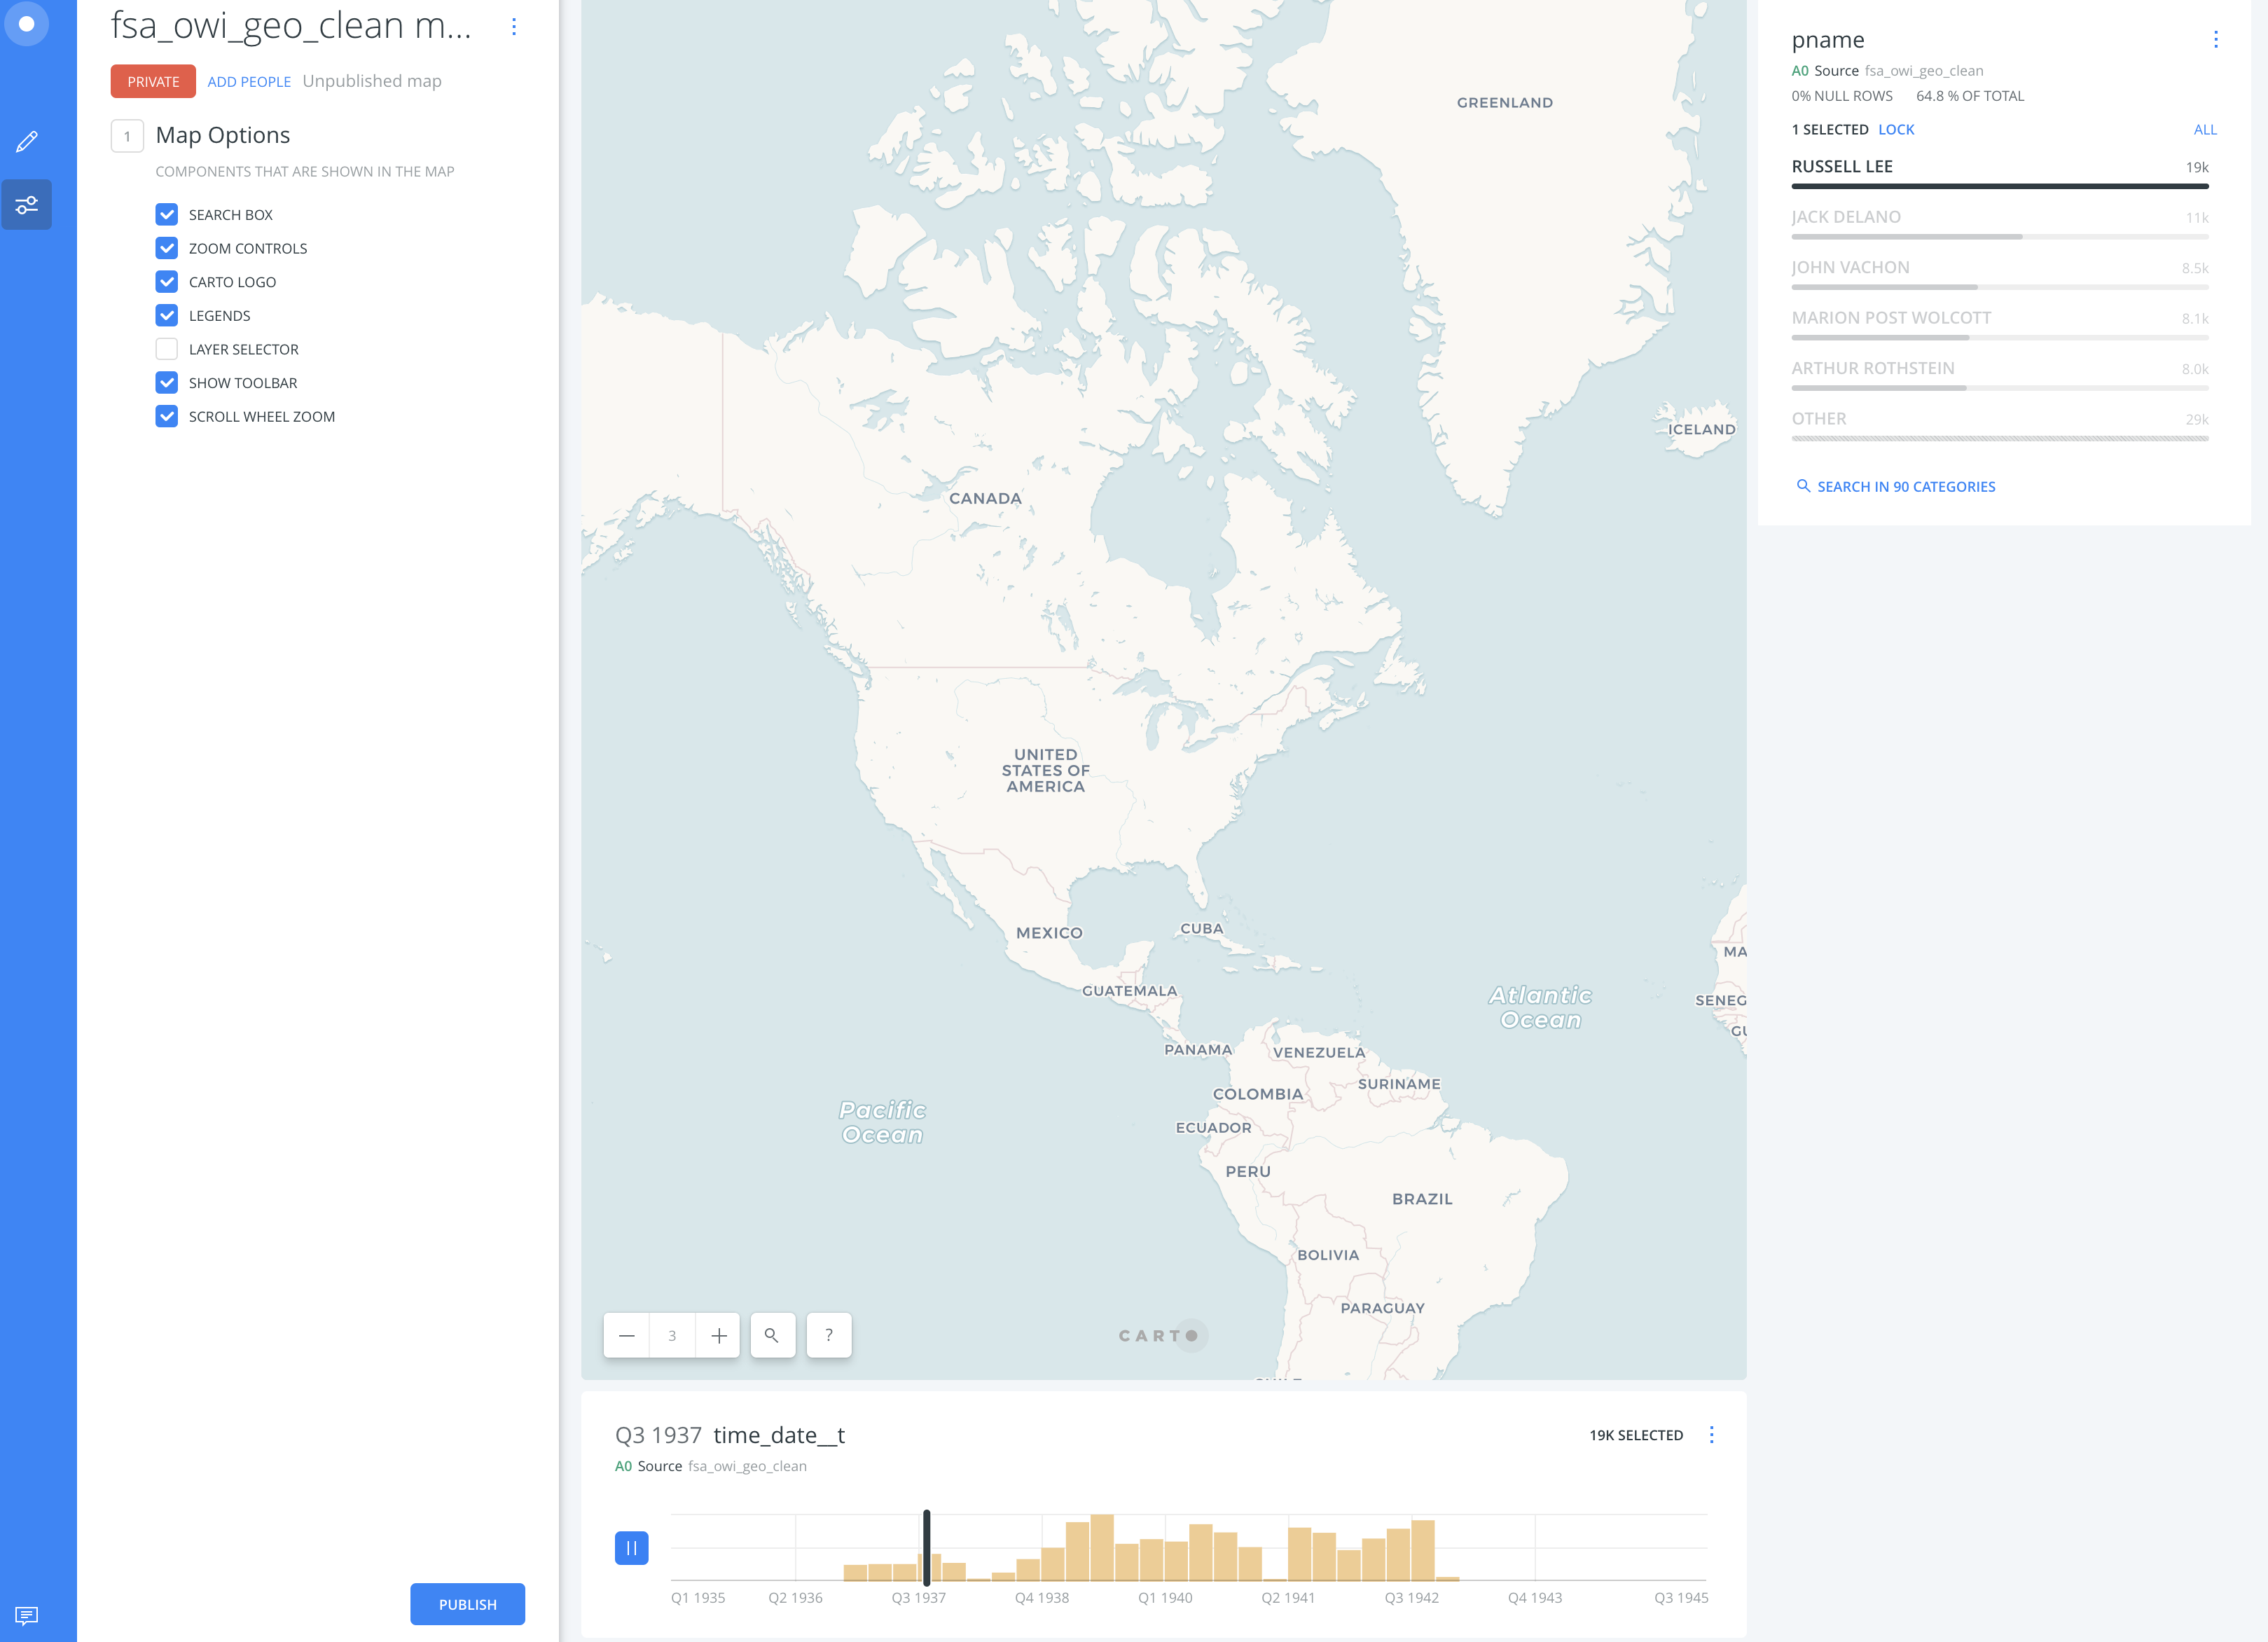 fsa_owi_geo_clean m...
PRIVATE ADD PEOPLE Unpublished map
1 Map Options
COMPONENTS THAT ARE SHOWN IN THE MAP
SEARCH BOX
ZOOM CONTROLS
CARTO LOGO
LEGENDS
LAYER SELECTOR
SHOW TOOLBAR
SCROLL WHEEL ZOOM
PUBLISH
GREENLAND
ICELAND
CANADA
UNITED
STATES OF
AMERICA
MEXICO
CUBA
GUATEMALA
MA
SENEG
GU
Atlantic
Ocean
PANAMA
VENEZUELA
SURINAME
COLOMBIA
Pacific
Ocean
ECUADOR
PERU
BRAZIL
BOLIVIA
PARAGUAY
3
?
CARTO
Q3 1937 time_date__t
19K SELECTED
A0 Source fsa_owi_geo_clean
Q1 1935 Q2 1936 Q3 1937 Q4 1938 Q1 1940 Q2 1941 Q3 1942 Q4 1943 Q3 1945
pname
A0 Source fsa_owi_geo_clean
0% NULL ROWS 64.8 % OF TOTAL
1 SELECTED LOCK ALL
RUSSELL LEE 19k
JACK DELANO 11k
JOHN VACHON 8.5k
MARION POST WOLCOTT 8.1k
ARTHUR ROTHSTEIN 8.0k
OTHER 29k
SEARCH IN 90 CATEGORIES